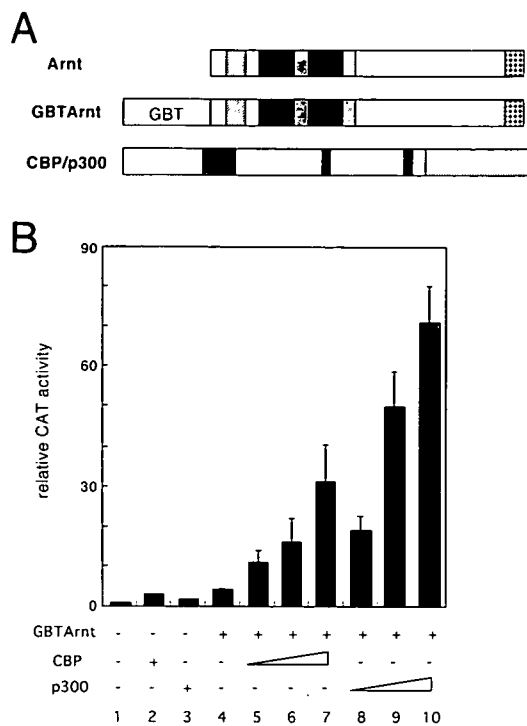 A
Arnt
GBTArnt
GBT
CBP/p300
B
90
60
30
0
relative CAT activity
GBTArnt - - - + + + + + + +
CBP - + - - - - -
p300 - - + - - - -
1 2 3 4 5 6 7 8 9 10